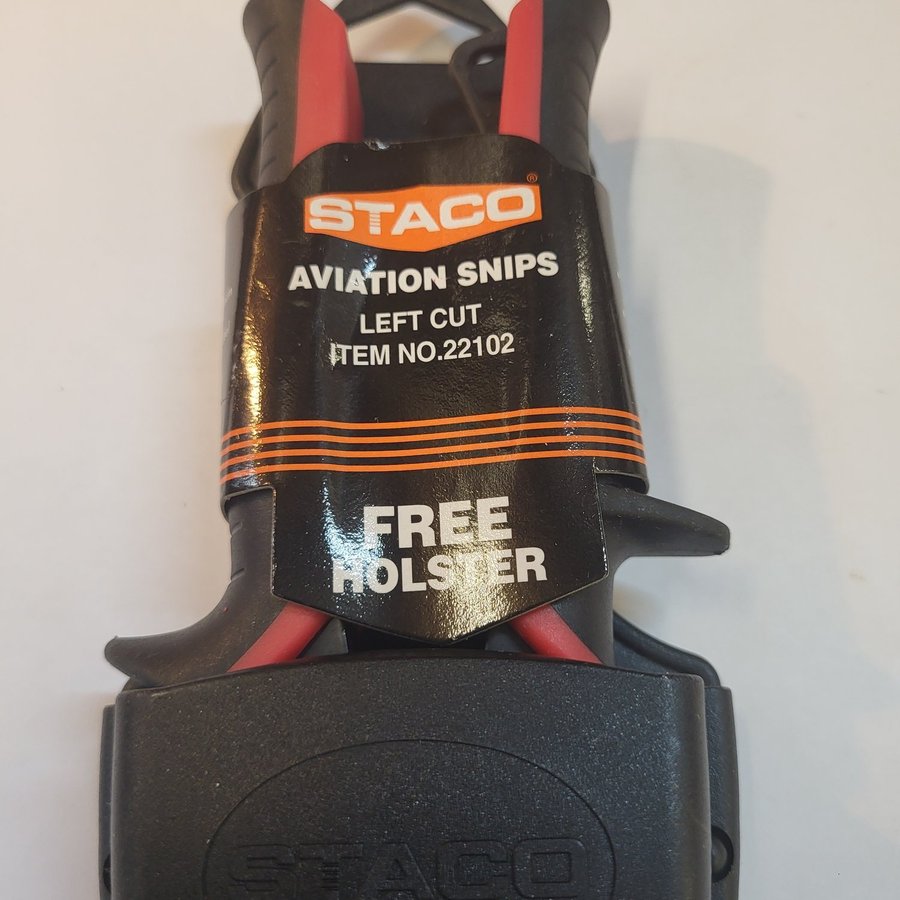 STACO®
AVIATION SNIPS
LEFT CUT
ITEM NO.22102
FREE
HOLSTER
STACO